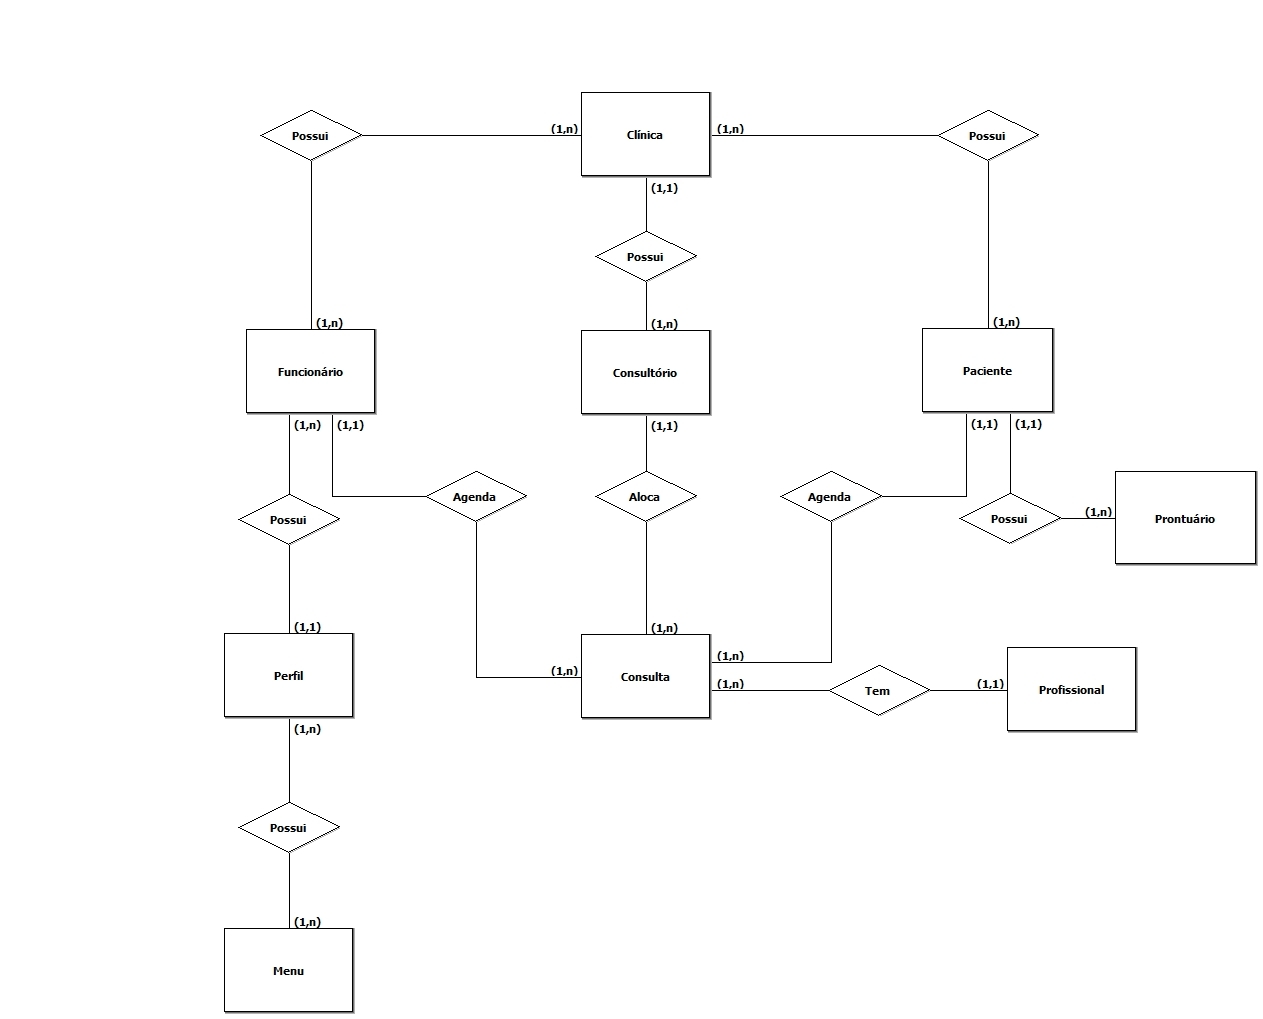 Possui
(1,n)
Clínica
(1,n)
Possui
(1,1)
Possui
(1,n)
(1,n)
(1,n)
Funcionário
Consultório
Paciente
(1,n)
(1,1)
(1,1)
(1,1)
(1,1)
Agenda
Aloca
Agenda
Possui
Possui
(1,n)
Prontuário
(1,1)
(1,n)
(1,n)
(1,n)
(1,n)
(1,1)
Perfil
Consulta
Tem
Profissional
(1,n)
Possui
(1,n)
Menu